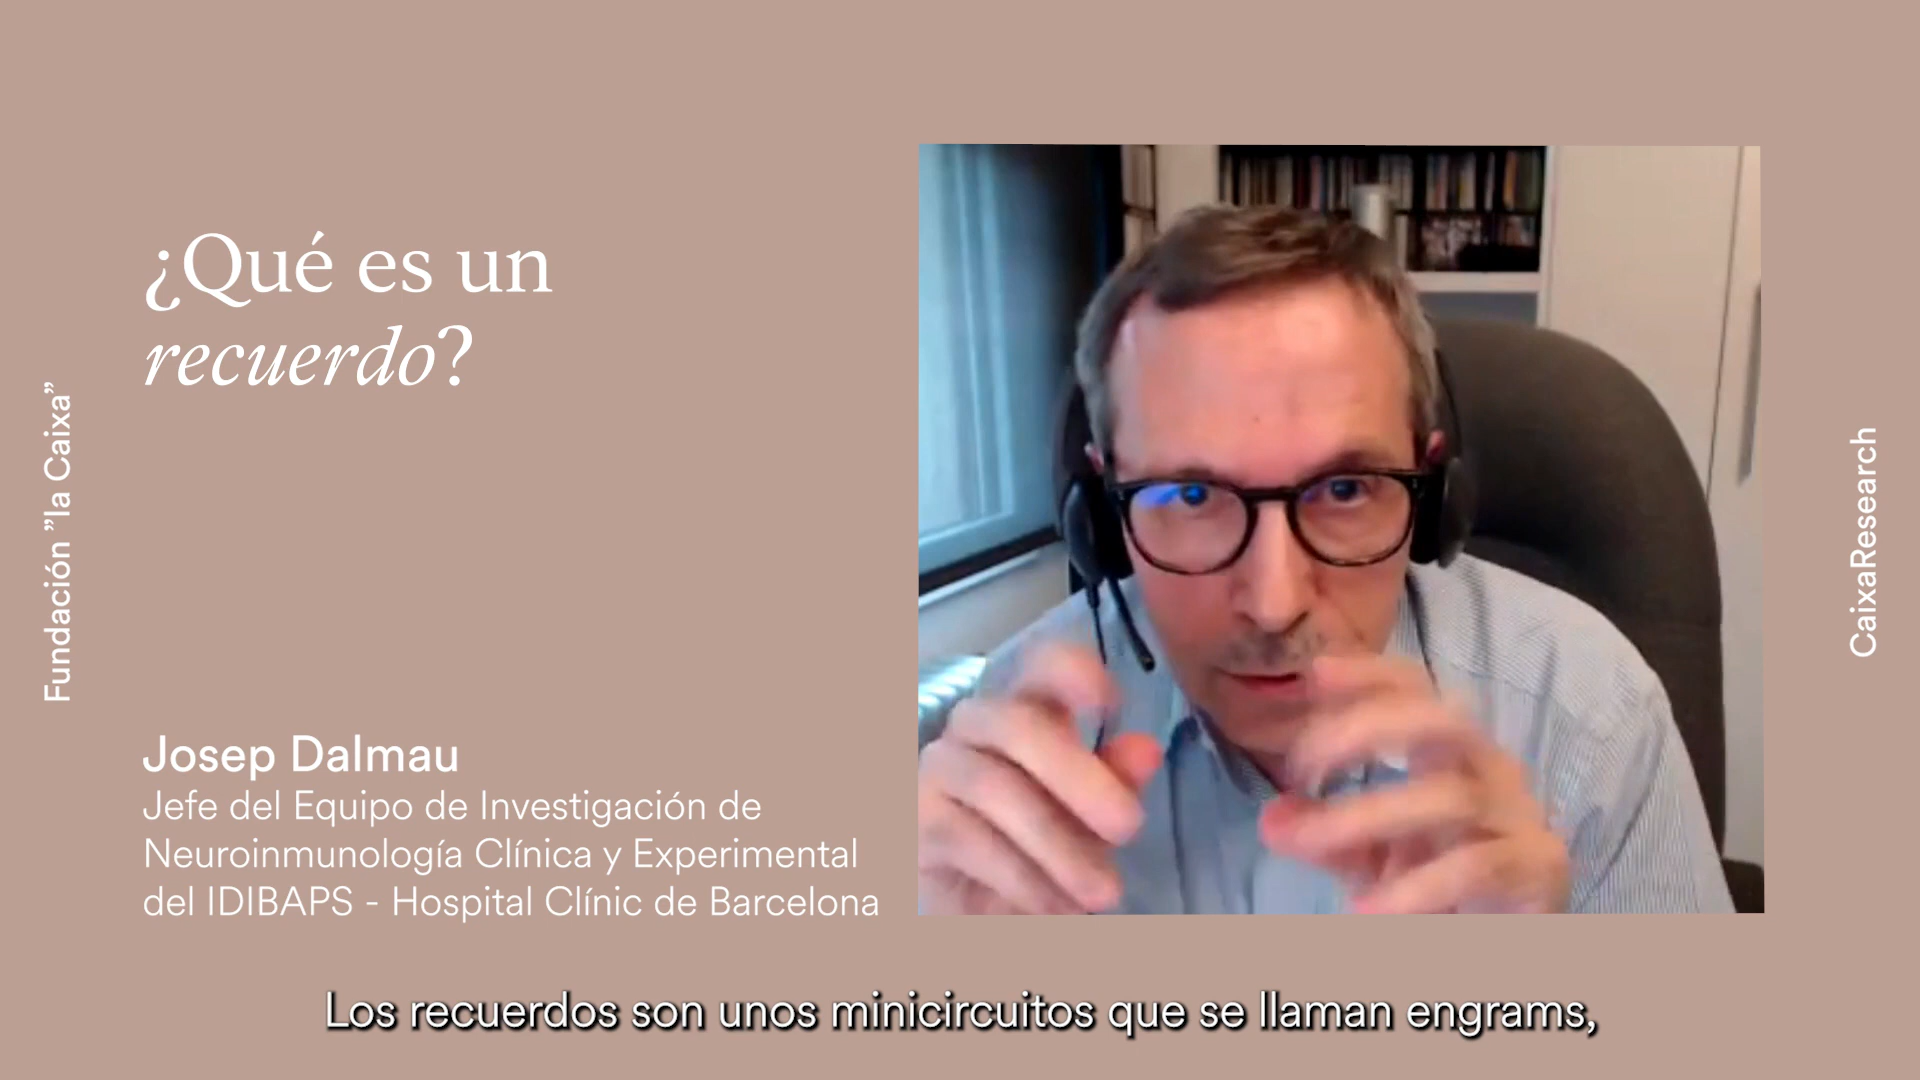 ¿Qué es un
recuerdo?
Fundación ”la Caixa”
Josep Dalmau
Jefe del Equipo de Investigación de
Neuroinmunología Clínica y Experimental
del IDIBAPS - Hospital Clínic de Barcelona
CaixaResearch
Los recuerdos son unos minicircuitos que se llaman engrams,